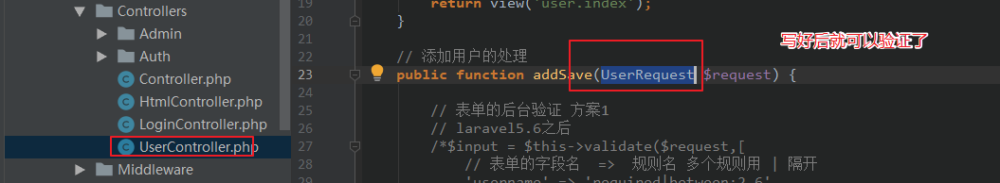 Controllers
Admin
Auth
Controller.php
HtmlController.php
LoginController.php
UserController.php
Middleware
19 return view('user.index');
20 }
21
22 // 添加用户的处理
23 public function addSave(UserRequest $request) {
24
25 // 表单的后台验证 方案1
26 // laravel5.6之后
27 /*$input = $this->validate($request,[
28 // 表单的字段名 => 规则名 多个规则用 | 隔开
'username' => 'required|between:2,6'
写好后就可以验证了